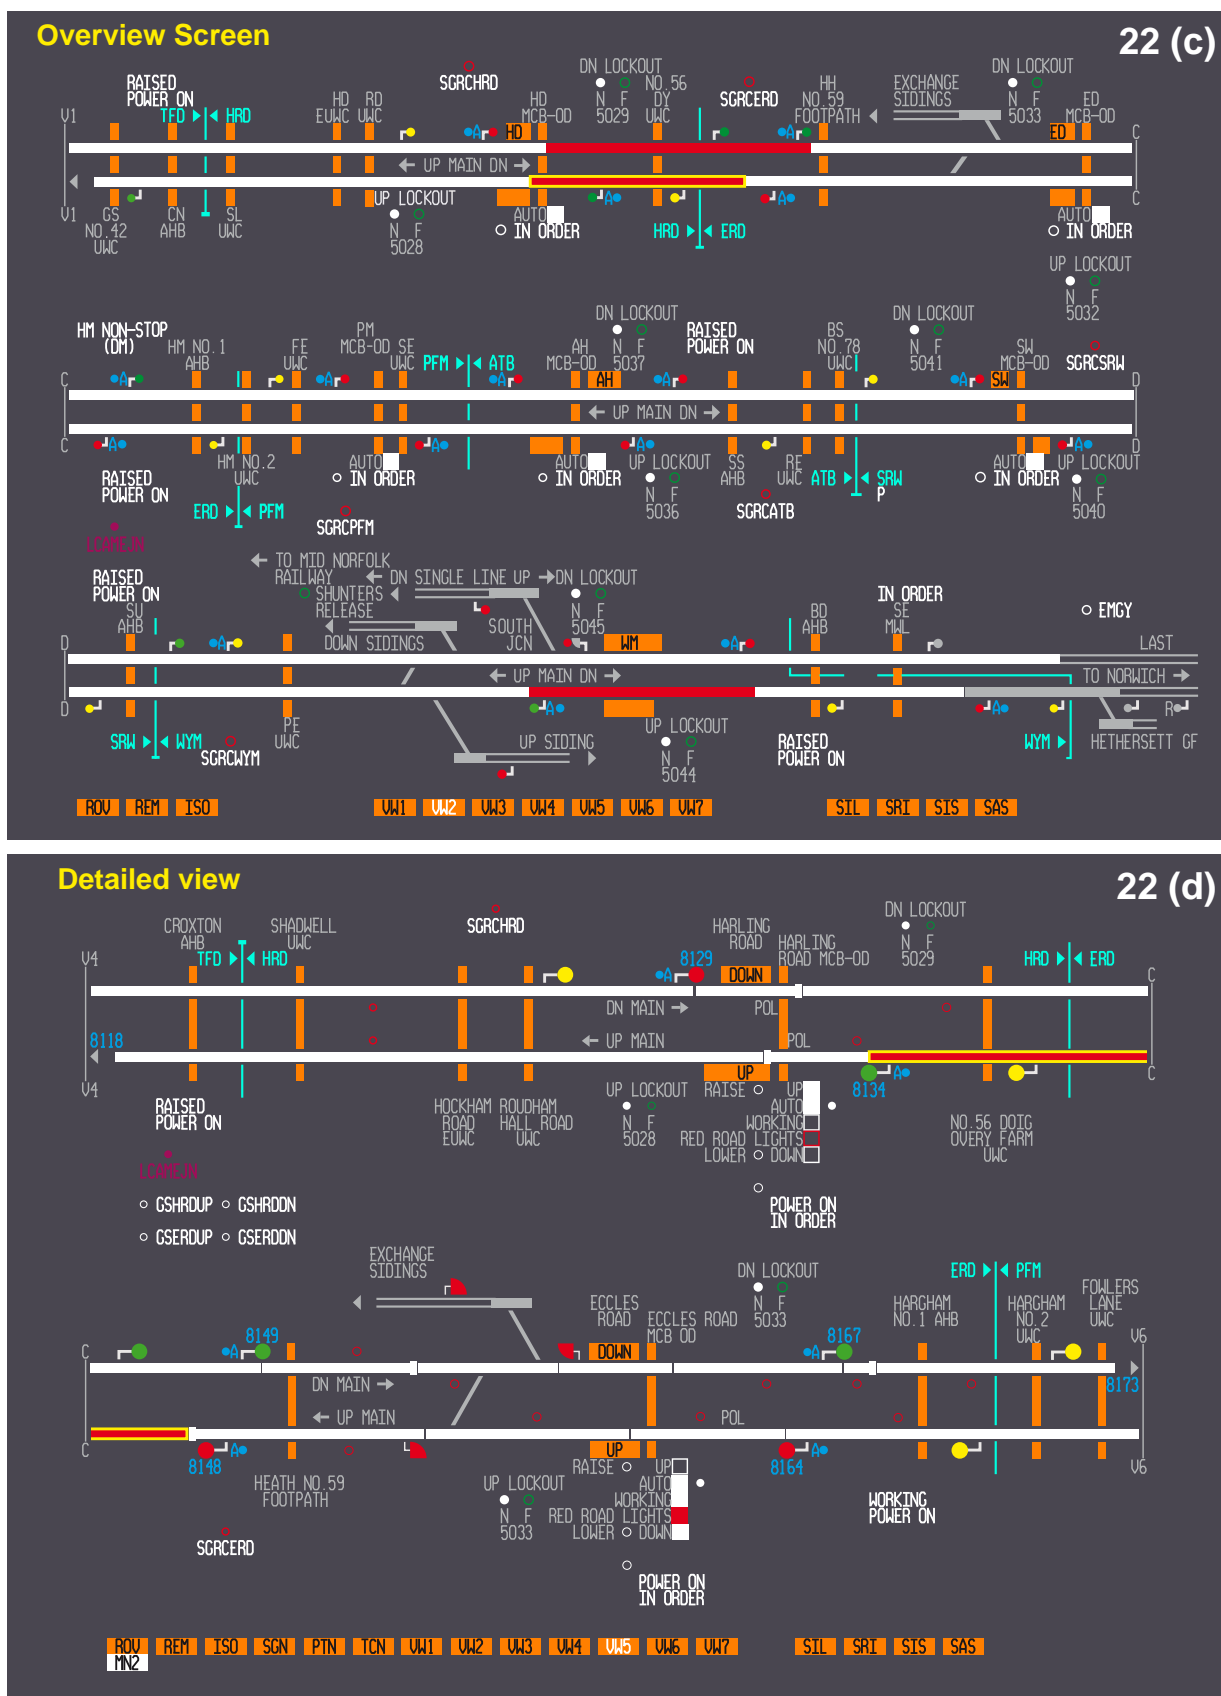 Overview Screen
22 (c)
RAISED
POWER ON
SGRCHRD
DN LOCKOUT
N F
5029
NO.56
DY
UWC
SGRCERD
HH
NO.59
FOOTPATH
EXCHANGE
SIDINGS
DN LOCKOUT
N F
5033
ED
MCB-OD
V1
TFD HRD
HD
EUWC
RD
UWC
HD
MCB-OD
A
HD
ED
A
C
UP MAIN DN
V1
GS
NO.42
UWC
CN
AHB
SL
UWC
UP LOCKOUT
N F
5028
AUTO
IN ORDER
A
HRD ERD
A
AUTO
IN ORDER
C
UP LOCKOUT
N F
5032
HM NON-STOP
(DM)
HM NO.1
AHB
FE
UWC
PM
MCB-OD
SE
UWC
PFM ATB
AH
MCB-OD
DN LOCKOUT
N F
5037
RAISED
POWER ON
BS
NO.78
UWC
DN LOCKOUT
N F
5041
SW
MCB-OD
SGRCSRW
C
A
A
A
AH
A
A
SW
D
UP MAIN DN
C
A
A
A
A
D
RAISED
POWER ON
HM NO.2
UWC
ERD PFM
AUTO
IN ORDER
SGRCPFM
AUTO
IN ORDER
UP LOCKOUT
N F
5036
SS
AHB
SGRCATB
RE
UWC
ATB SRW
P
AUTO
IN ORDER
UP LOCKOUT
N F
5040
LCAMEJN
RAISED
POWER ON
SU
AHB
TO MID NORFOLK
RAILWAY
SHUNTERS
RELEASE
DN SINGLE LINE UP
DN LOCKOUT
N F
5045
DOWN SIDINGS
SOUTH
JCN
BD
AHB
IN ORDER
SE
MWL
EMGY
D
A
WM
A
LAST
UP MAIN DN
TO NORWICH
D
A
A
R
SRW WYM
SGRCWYM
PE
UWC
UP SIDING
UP LOCKOUT
N F
5044
RAISED
POWER ON
WYM
HETHERSETT GF
ROV REM ISO VW1 VW2 VW3 VW4 VW5 VW6 VW7 SIL SRI SIS SAS
Detailed view
22 (d)
CROXTON
AHB
SHADWELL
UWC
SGRCHRD
HARLING
ROAD
HARLING
ROAD MCB-OD
DN LOCKOUT
N F
5029
V4
TFD HRD
8129
HRD ERD
A
DOWN
C
DN MAIN
POL
8118
UP MAIN
POL
UP
8134
A
V4
C
RAISED
POWER ON
HOCKHAM
ROAD
EUWC
ROUDHAM
HALL ROAD
UWC
UP LOCKOUT
N F
5028
RAISE
UP
AUTO
WORKING
RED ROAD LIGHTS
LOWER DOWN
NO.56 DOIG
OVERY FARM
UWC
LCAMEJN
GSHRDUP GSHRDDN
GSERDUP GSERDDN
POWER ON
IN ORDER
EXCHANGE
SIDINGS
ECCLES
ROAD
ECCLES ROAD
MCB OD
DN LOCKOUT
N F
5033
HARGHAM
NO.1 AHB
ERD PFM
HARGHAM
NO.2
UWC
FOWLERS
LANE
UWC
C
8149
A
DOWN
8167
A
V6
DN MAIN
8173
UP MAIN
POL
C
8148
A
UP
8164
A
V6
HEATH NO.59
FOOTPATH
SGRCERD
UP LOCKOUT
N F
5033
RAISE
UP
AUTO
WORKING
RED ROAD LIGHTS
LOWER DOWN
WORKING
POWER ON
POWER ON
IN ORDER
ROV REM ISO SGN PTN TCN VW1 VW2 VW3 VW4 VW5 VW6 VW7 SIL SRI SIS SAS
MN2